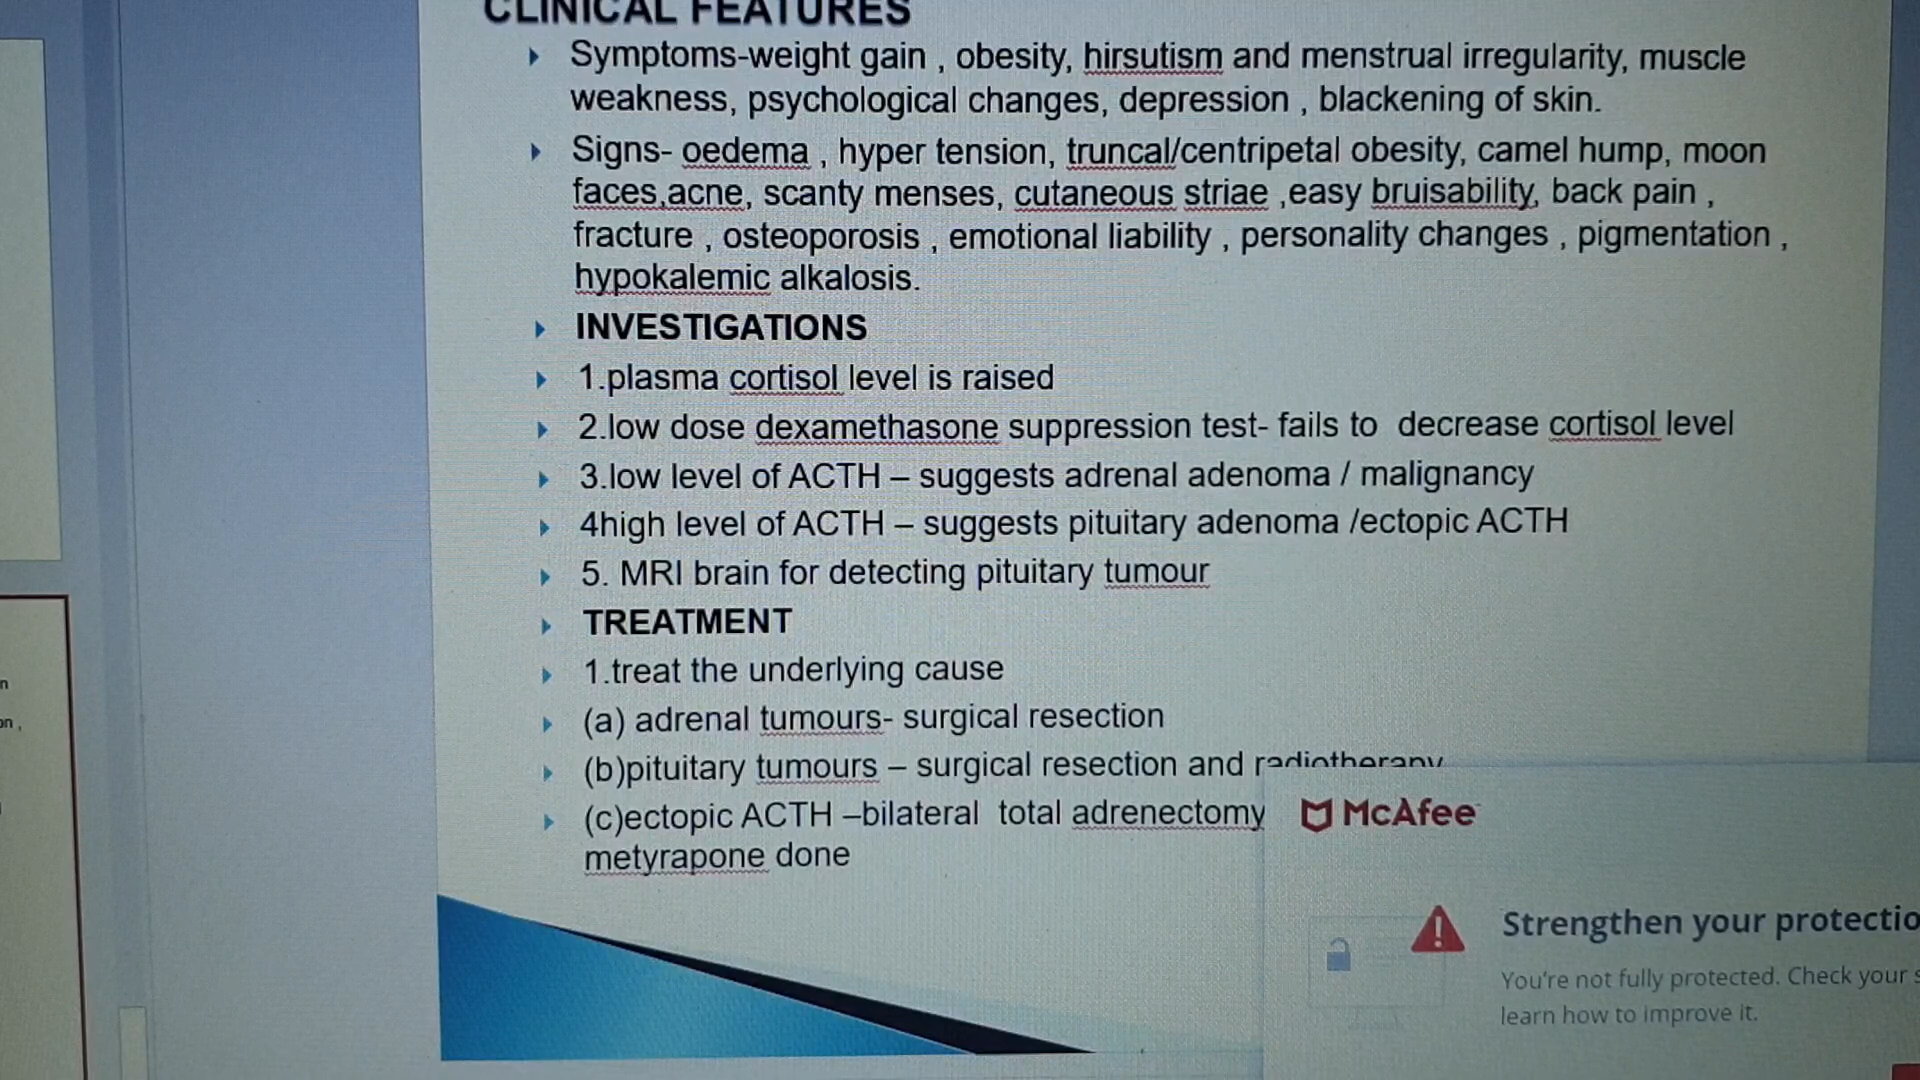 CLINICAL FEATURES
Symptoms-weight gain , obesity, hirsutism and menstrual irregularity, muscle
weakness, psychological changes, depression , blackening of skin.
Signs- oedema , hyper tension, truncal/centripetal obesity, camel hump, moon
faces,acne, scanty menses, cutaneous striae ,easy bruisability, back pain ,
fracture , osteoporosis , emotional liability , personality changes , pigmentation ,
hypokalemic alkalosis.
INVESTIGATIONS
1.plasma cortisol level is raised
2.low dose dexamethasone suppression test- fails to decrease cortisol level
3.low level of ACTH – suggests adrenal adenoma / malignancy
4high level of ACTH – suggests pituitary adenoma /ectopic ACTH
5. MRI brain for detecting pituitary tumour
TREATMENT
1.treat the underlying cause
(a) adrenal tumours- surgical resection
(b)pituitary tumours – surgical resection and radiotherapy
(c)ectopic ACTH –bilateral total adrenectomy
metyrapone done
McAfee
Strengthen your protectio
You're not fully protected. Check your s
learn how to improve it.
n
on ,